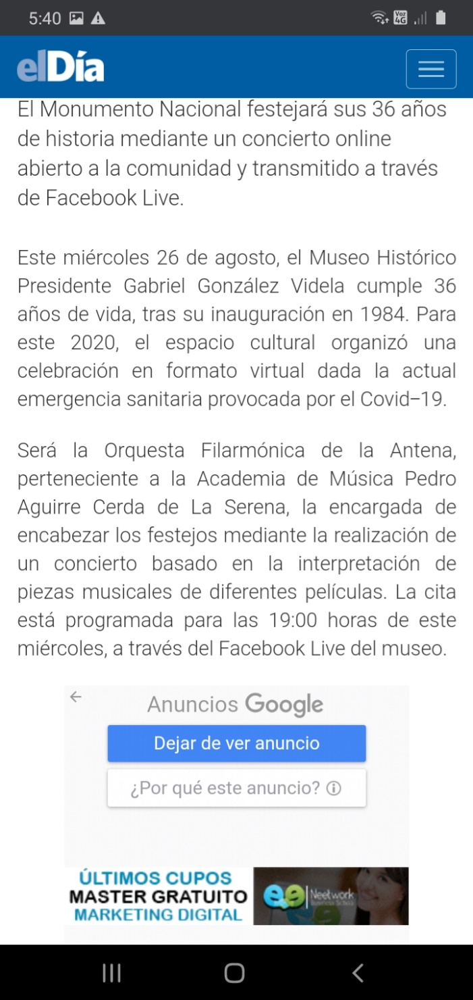 5:40
Voz
4G
elDía
El Monumento Nacional festejará sus 36 años
de historia mediante un concierto online
abierto a la comunidad y transmitido a través
de Facebook Live.
Este miércoles 26 de agosto, el Museo Histórico
Presidente Gabriel González Videla cumple 36
años de vida, tras su inauguración en 1984. Para
este 2020, el espacio cultural organizó una
celebración en formato virtual dada la actual
emergencia sanitaria provocada por el Covid-19.
Será la Orquesta Filarmónica de la Antena,
perteneciente a la Academia de Música Pedro
Aguirre Cerda de La Serena, la encargada de
encabezar los festejos mediante la realización de
un concierto basado en la interpretación de
piezas musicales de diferentes películas. La cita
está programada para las 19:00 horas de este
miércoles, a través del Facebook Live del museo.
Anuncios Google
Dejar de ver anuncio
¿Por qué este anuncio?
ÚLTIMOS CUPOS
MASTER GRATUITO
MARKETING DIGITAL
Neetwork
Business School